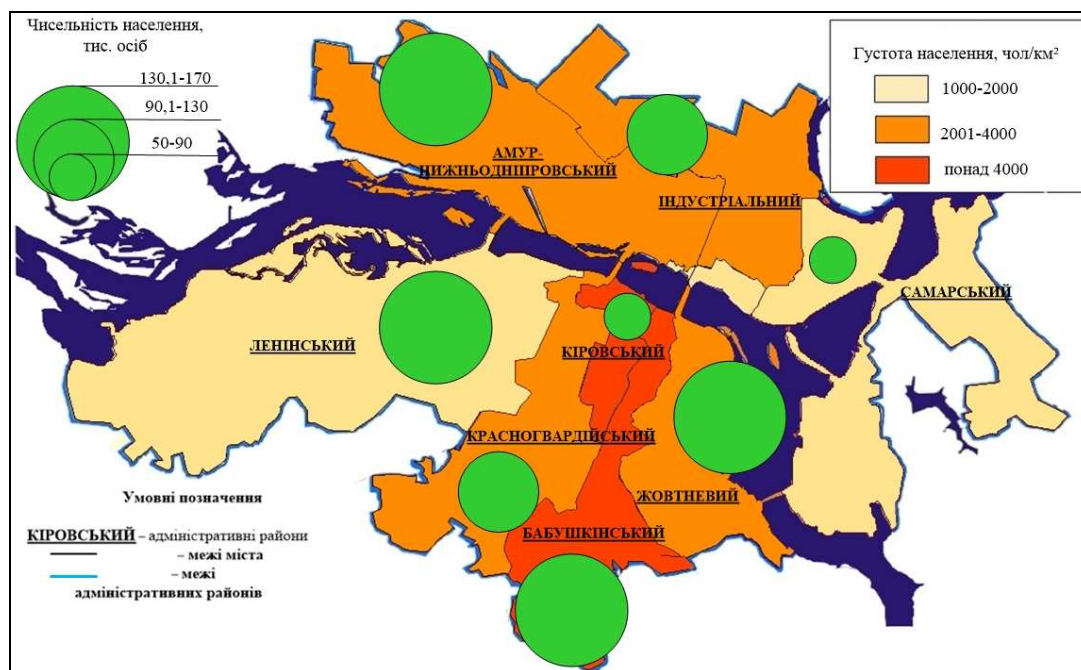 Чисельність населення,
тис. осіб
130,1-170
90,1-130
50-90
Густота населення, чол/км²
1000-2000
2001-4000
понад 4000
АМУР-
НИЖНЬОДНІПРОВСЬКИЙ
ІНДУСТРІАЛЬНИЙ
САМАРСЬКИЙ
ЛЕНІНСЬКИЙ
КІРОВСЬКИЙ
КРАСНОГВАРДІЙСЬКИЙ
ЖОВТНЕВИЙ
БАБУШКІНСЬКИЙ
Умовні позначення
КІРОВСЬКИЙ – адміністративні райони
– межі міста
– межі
адміністративних районів